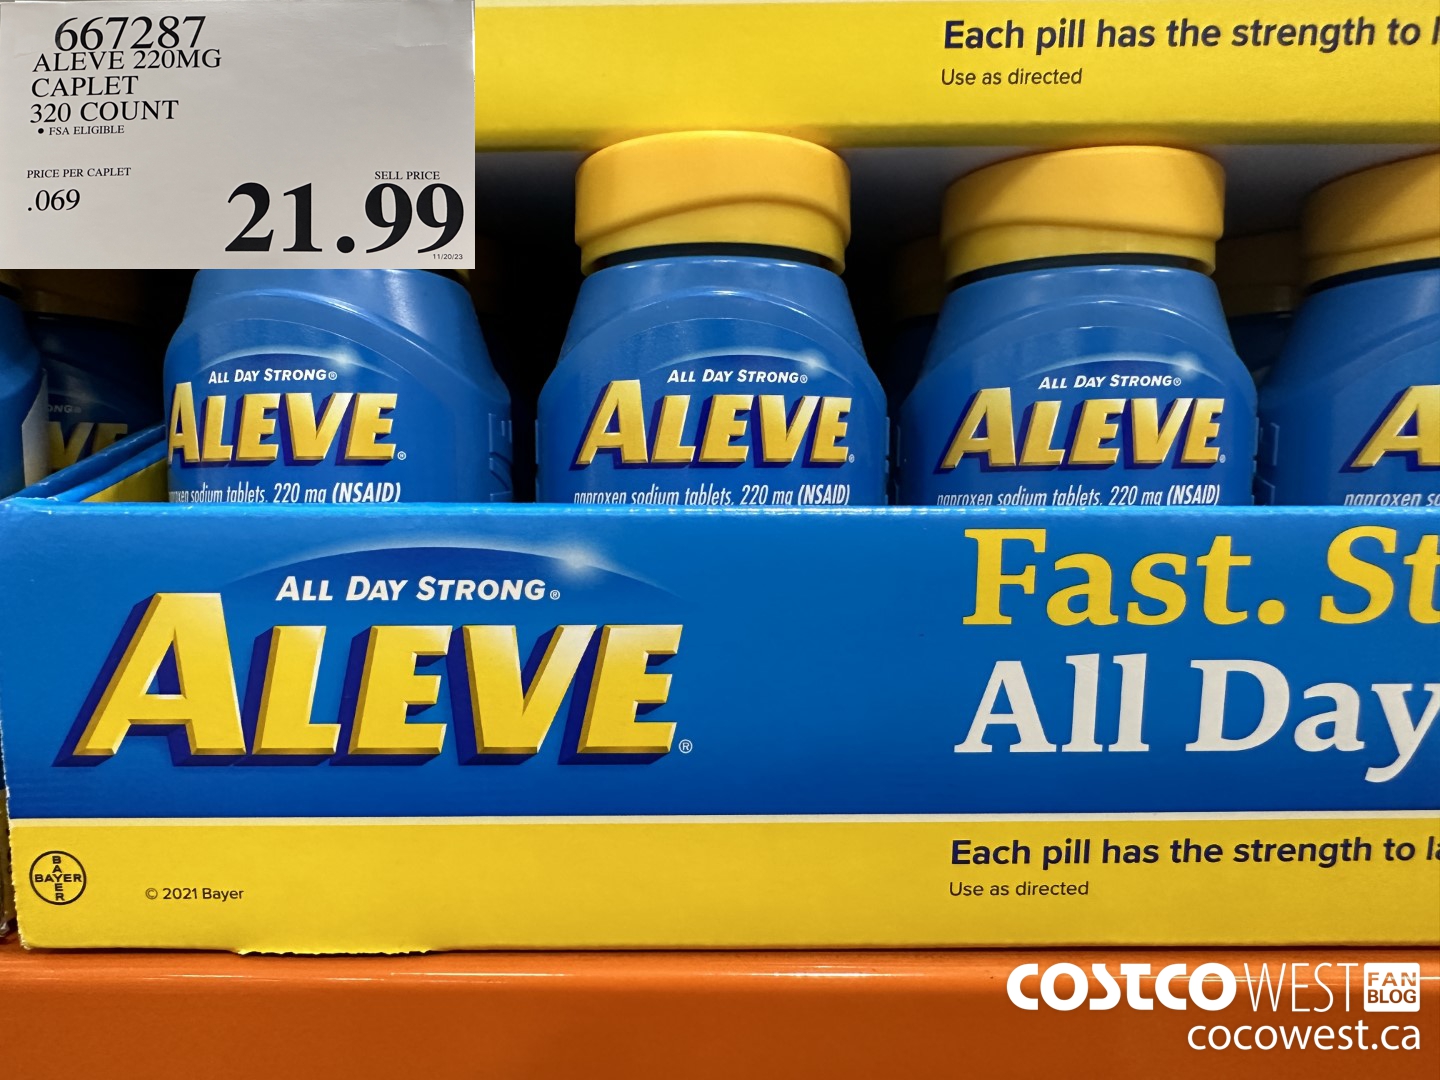 667287
ALEVE 220MG
CAPLET
320 COUNT
• FSA ELIGIBLE
PRICE PER CAPLET
.069
SELL PRICE
21.99
11/20/23
Each pill has the strength to
Use as directed
ALL DAY STRONG®
ALEVE®
sodium tablets, 220 mg (NSAID)
ALL DAY STRONG®
ALEVE®
naproxen sodium tablets, 220 mg (NSAID)
ALL DAY STRONG®
ALEVE®
naproxen sodium tablets, 220 mg (NSAID)
A
naproxen
ALL DAY STRONG®
ALEVE®
Fast. St
All Day
BAYER
BAYER
© 2021 Bayer
Each pill has the strength to
Use as directed
COSTCO WEST FAN BLOG
cocowest.ca